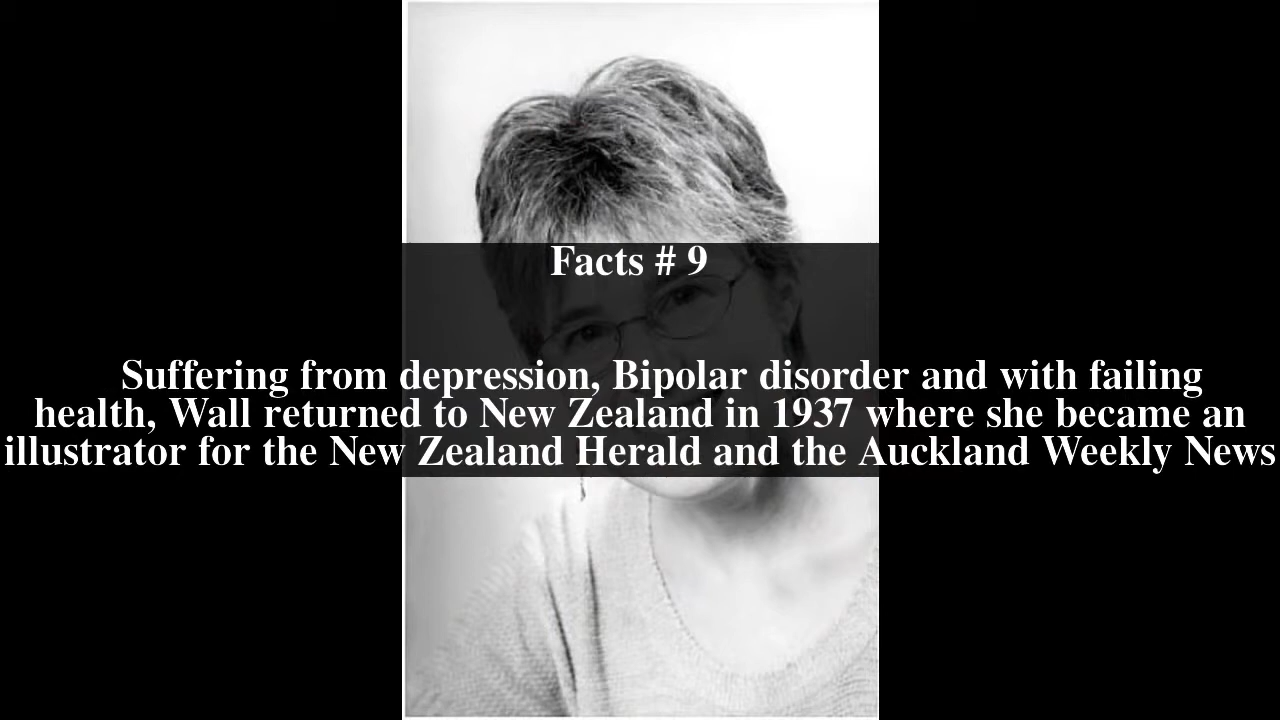 Facts # 9
Suffering from depression, Bipolar disorder and with failing
health, Wall returned to New Zealand in 1937 where she became an
illustrator for the New Zealand Herald and the Auckland Weekly News